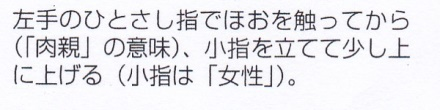 左手のひとさし指でほおを触ってから
(「肉親」の意味)、小指を立てて少し上
に上げる（小指は「女性」)。